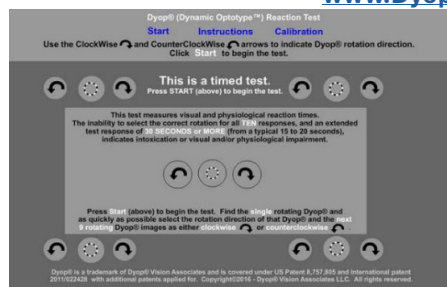 www.Dyop
Dyop® (Dynamic Optotype™) Reaction Test
Start Instructions Calibration
Use the ClockWise and CounterClockWise arrows to indicate Dyop® rotation direction.
Click Start to begin the test.
This is a timed test.
Press START (above) to begin the test.
This test measures visual and physiological reaction times.
The inability to select the correct rotation for all TEN responses, and an extended
test response of 30 SECONDS or MORE (from a typical 15 to 20 seconds),
indicates intoxication or visual and/or physiological impairment.
Press Start (above) to begin the test. Find the single rotating Dyop® and
as quickly as possible select the rotation direction of that Dyop® and the next
9 rotating Dyop® images as either clockwise or counterclockwise .
Dyop® is a trademark of Dyop® Vision Associates and is covered under US Patent 8,757,805 and International patent
2011/022428 with additional patents applied for. Copyright©2016 - Dyop® Vision Associates LLC. All rights reserved.